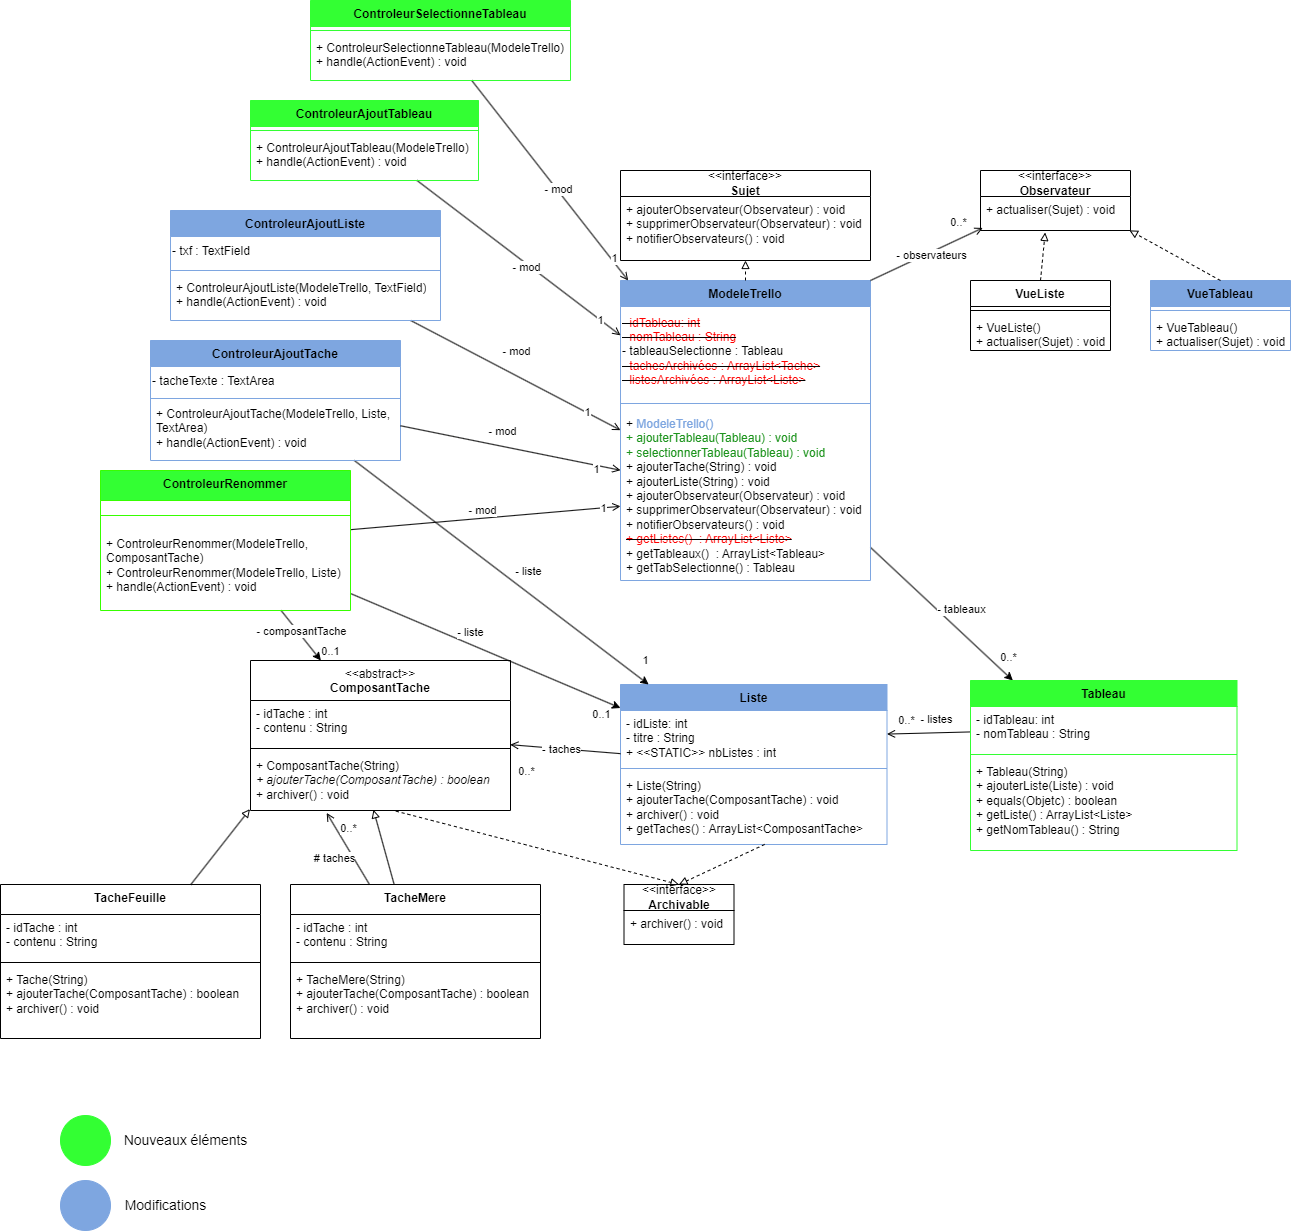 ControleurSelectionneTableau
+ ControleurSelectionneTableau(ModeleTrello)
+ handle(ActionEvent) : void
ControleurAjoutTableau
+ ControleurAjoutTableau(ModeleTrello)
+ handle(ActionEvent) : void
ControleurAjoutListe
- txf : TextField
+ ControleurAjoutListe(ModeleTrello, TextField)
+ handle(ActionEvent) : void
ControleurAjoutTache
- tacheTexte : TextArea
+ ControleurAjoutTache(ModeleTrello, Liste,
TextArea)
+ handle(ActionEvent) : void
ControleurRenommer
+ ControleurRenommer(ModeleTrello,
ComposantTache)
+ ControleurRenommer(ModeleTrello, Liste)
+ handle(ActionEvent) : void
- mod
1
- mod
1
- mod
1
- mod
1
- mod
1
- liste
1
- liste
0..1
- composantTache
0..1
<<interface>>
Sujet
+ ajouterObservateur(Observateur) : void
+ supprimerObservateur(Observateur) : void
+ notifierObservateurs() : void
- observateurs
0..*
<<interface>>
Observateur
+ actualiser(Sujet) : void
VueListe
+ VueListe()
+ actualiser(Sujet) : void
VueTableau
+ VueTableau()
+ actualiser(Sujet) : void
ModeleTrello
- idTableau: int
- nomTableau : String
- tableauSelectionne : Tableau
- tachesArchivées : ArrayList<Tache>
- listesArchivées : ArrayList<Liste>
+ ModeleTrello()
+ ajouterTableau(Tableau) : void
+ selectionnerTableau(Tableau) : void
+ ajouterTache(String) : void
+ ajouterListe(String) : void
+ ajouterObservateur(Observateur) : void
+ supprimerObservateur(Observateur) : void
+ notifierObservateurs() : void
+ getListes() : ArrayList<Liste>
+ getTableaux() : ArrayList<Tableau>
+ getTabSelectionne() : Tableau
- tableaux
0..*
<<abstract>>
ComposantTache
- idTache : int
- contenu : String
+ ComposantTache(String)
+ ajouterTache(ComposantTache) : boolean
+ archiver() : void
- taches
0..*
Liste
- idListe: int
- titre : String
+ <<STATIC>> nbListes : int
+ Liste(String)
+ ajouterTache(ComposantTache) : void
+ archiver() : void
+ getTaches() : ArrayList<ComposantTache>
0..* - listes
Tableau
- idTableau: int
- nomTableau : String
+ Tableau(String)
+ ajouterListe(Liste) : void
+ equals(Objetc) : boolean
+ getListe() : ArrayList<Liste>
+ getNomTableau() : String
0..*
# taches
TacheFeuille
- idTache : int
- contenu : String
+ Tache(String)
+ ajouterTache(ComposantTache) : boolean
+ archiver() : void
TacheMere
- idTache : int
- contenu : String
+ TacheMere(String)
+ ajouterTache(ComposantTache) : boolean
+ archiver() : void
<<interface>>
Archivable
+ archiver() : void
Nouveaux éléments
Modifications